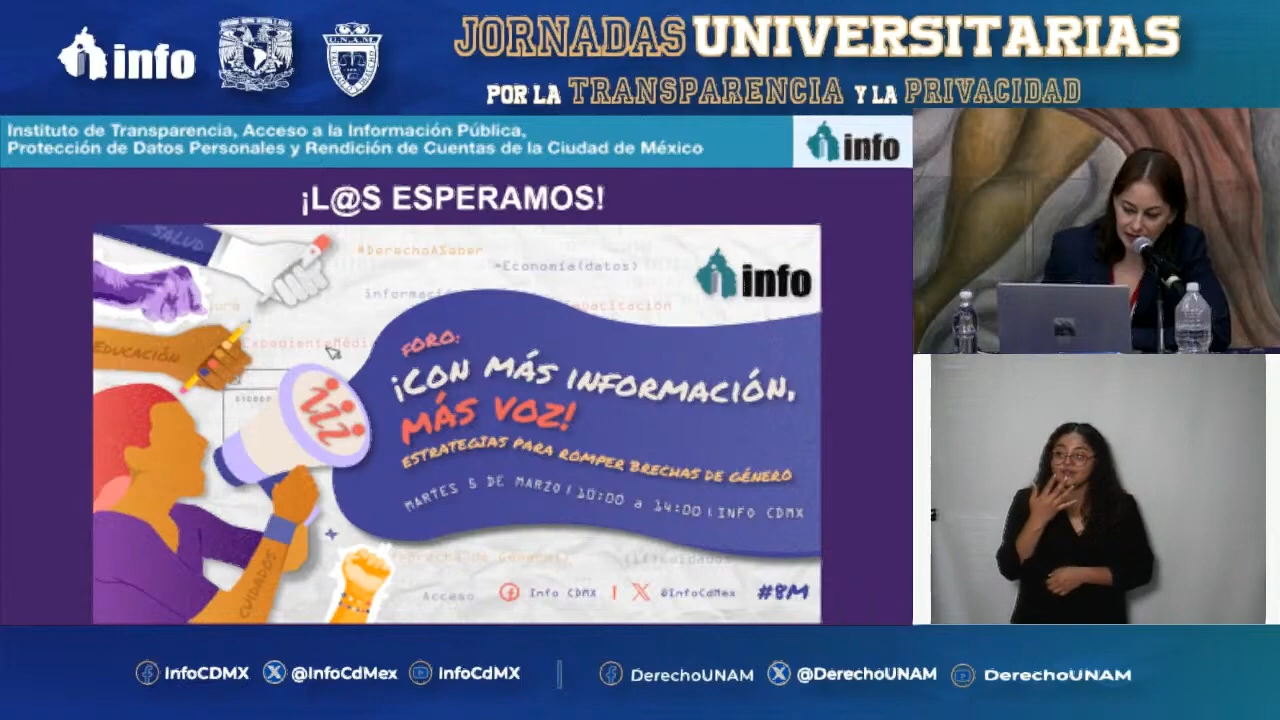 info
U.N.A.M.
JORNADAS UNIVERSITARIAS
POR LA TRANSPARENCIA Y LA PRIVACIDAD
Instituto de Transparencia, Acceso a la Información Pública,
Protección de Datos Personales y Rendición de Cuentas de la Ciudad de México
info
¡L@S ESPERAMOS!
SALUD
#DerechoASaber
=Economía(datos)
info
EDUCACIÓN
FORO:
¡CON MÁS INFORMACIÓN,
MÁS VOZ!
ESTRATEGIAS PARA ROMPER BRECHAS DE GÉNERO
MARTES 5 DE MARZO | 10:00 a 14:00 | INFO CDMX
iii
CUIDADOS
Acceso
Info CDMX | @InfoCdMex #8M
InfoCDMX @InfoCdMex InfoCdMX | DerechoUNAM @DerechoUNAM DerechoUNAM